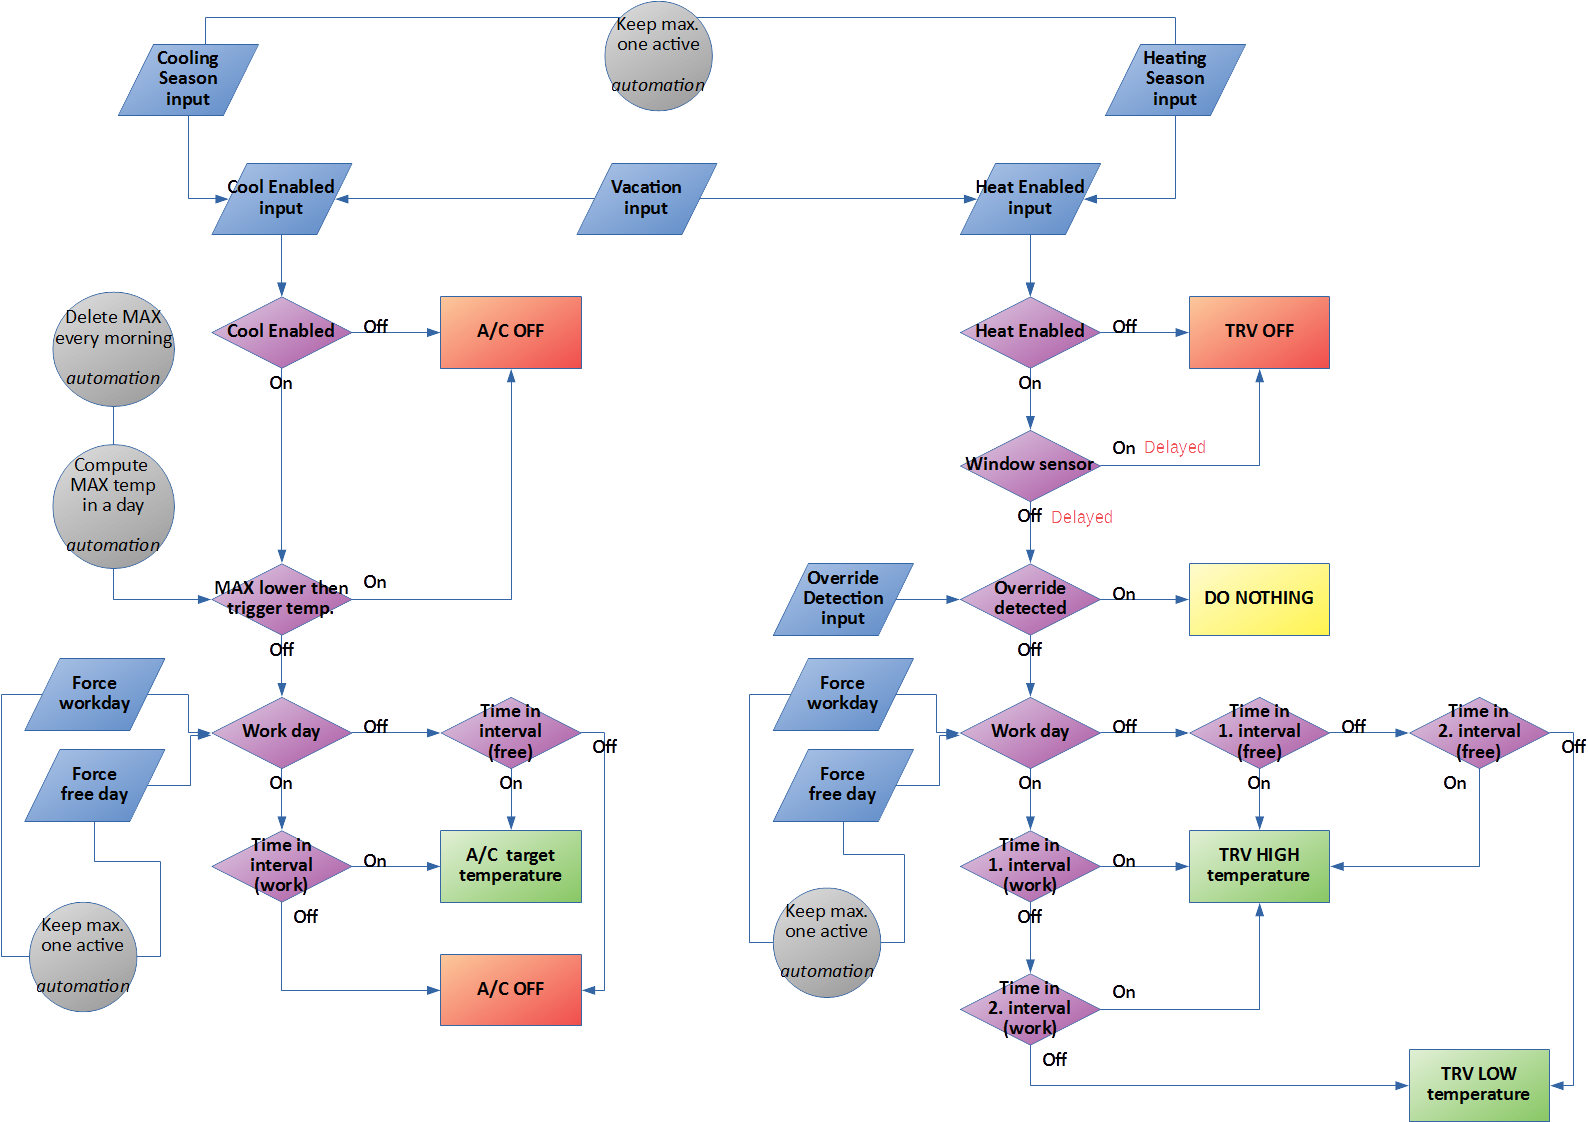 Keep max.
one active
automation
Cooling
Season
input
Heating
Season
input
Cool Enabled
input
Vacation
input
Heat Enabled
input
Delete MAX
every morning
automation
Cool Enabled
Off
On
A/C OFF
Heat Enabled
Off
On
TRV OFF
Compute
MAX temp
in a day
automation
Window sensor
On Delayed
Off Delayed
MAX lower then
trigger temp.
On
Off
Override
Detection
input
Override
detected
On
Off
DO NOTHING
Force
workday
Force
free day
Work day
Off
On
Time in
interval
(free)
Off
On
Time in
interval
(work)
On
Off
A/C target
temperature
Keep max.
one active
automation
A/C OFF
Force
workday
Force
free day
Work day
Off
On
Time in
1. interval
(free)
Off
On
Time in
2. interval
(free)
Off
On
Time in
1. interval
(work)
On
Off
TRV HIGH
temperature
Keep max.
one active
automation
Time in
2. interval
(work)
On
Off
TRV LOW
temperature